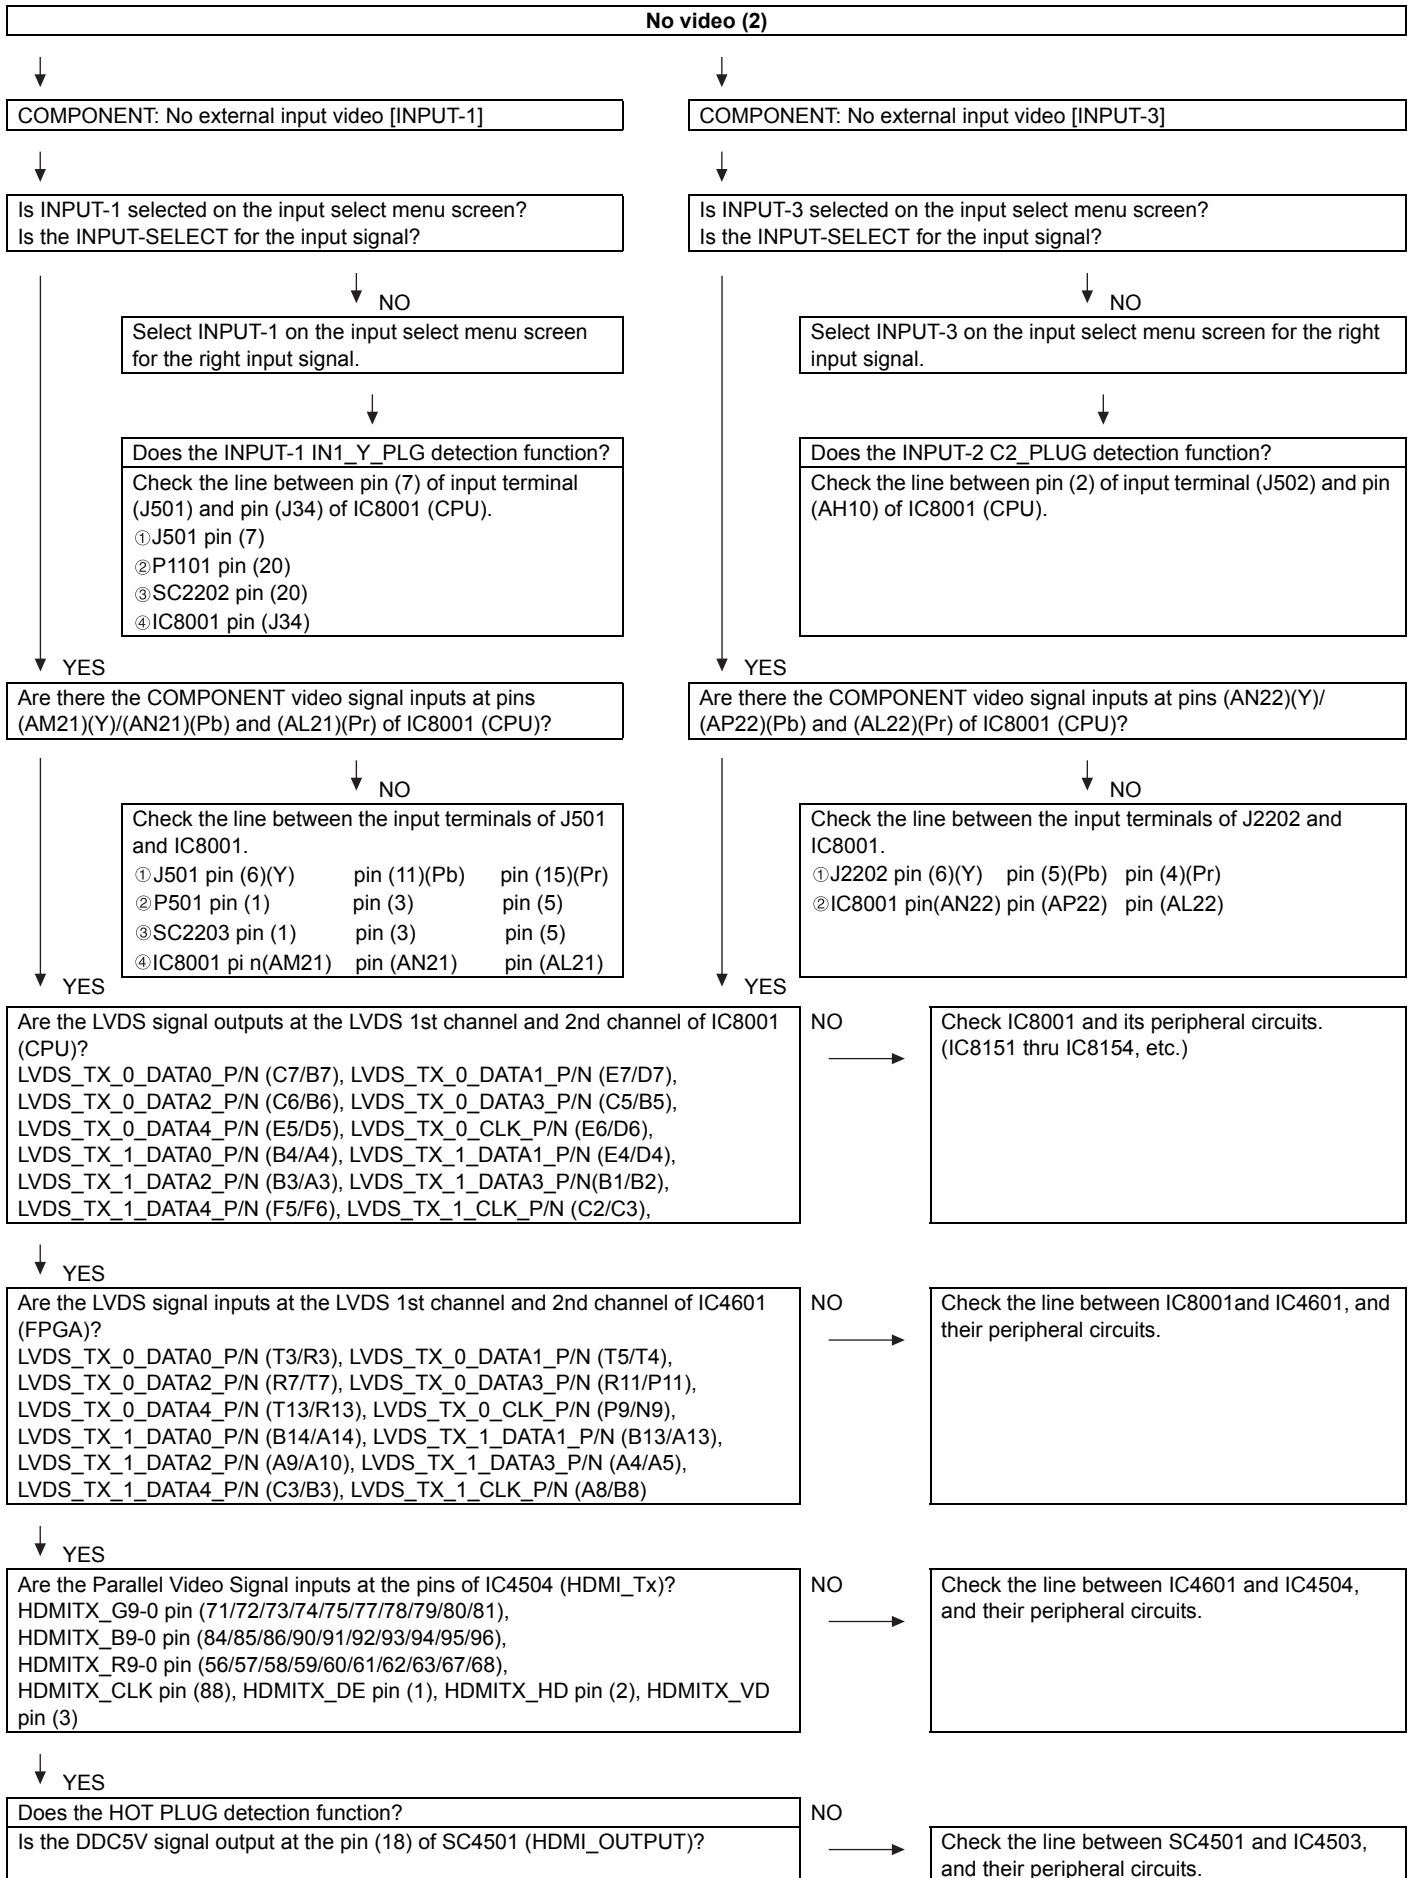 No video (2)
COMPONENT: No external input video [INPUT-1]
COMPONENT: No external input video [INPUT-3]
Is INPUT-1 selected on the input select menu screen?
Is the INPUT-SELECT for the input signal?
Is INPUT-3 selected on the input select menu screen?
Is the INPUT-SELECT for the input signal?
NO
Select INPUT-1 on the input select menu screen
for the right input signal.
NO
Select INPUT-3 on the input select menu screen for the right
input signal.
Does the INPUT-1 IN1_Y_PLG detection function?
Check the line between pin (7) of input terminal
(J501) and pin (J34) of IC8001 (CPU).
①J501 pin (7)
②P1101 pin (20)
③SC2202 pin (20)
④IC8001 pin (J34)
Does the INPUT-2 C2_PLUG detection function?
Check the line between pin (2) of input terminal (J502) and pin
(AH10) of IC8001 (CPU).
YES
Are there the COMPONENT video signal inputs at pins
(AM21)(Y)/(AN21)(Pb) and (AL21)(Pr) of IC8001 (CPU)?
YES
Are there the COMPONENT video signal inputs at pins (AN22)(Y)/
(AP22)(Pb) and (AL22)(Pr) of IC8001 (CPU)?
NO
Check the line between the input terminals of J501
and IC8001.
①J501 pin (6)(Y) pin (11)(Pb) pin (15)(Pr)
②P501 pin (1) pin (3) pin (5)
③SC2203 pin (1) pin (3) pin (5)
④IC8001 pi n(AM21) pin (AN21) pin (AL21)
NO
Check the line between the input terminals of J2202 and
IC8001.
①J2202 pin (6)(Y) pin (5)(Pb) pin (4)(Pr)
②IC8001 pin(AN22) pin (AP22) pin (AL22)
YES
YES
Are the LVDS signal outputs at the LVDS 1st channel and 2nd channel of IC8001
(CPU)?
LVDS_TX_0_DATA0_P/N (C7/B7), LVDS_TX_0_DATA1_P/N (E7/D7),
LVDS_TX_0_DATA2_P/N (C6/B6), LVDS_TX_0_DATA3_P/N (C5/B5),
LVDS_TX_0_DATA4_P/N (E5/D5), LVDS_TX_0_CLK_P/N (E6/D6),
LVDS_TX_1_DATA0_P/N (B4/A4), LVDS_TX_1_DATA1_P/N (E4/D4),
LVDS_TX_1_DATA2_P/N (B3/A3), LVDS_TX_1_DATA3_P/N(B1/B2),
LVDS_TX_1_DATA4_P/N (F5/F6), LVDS_TX_1_CLK_P/N (C2/C3),
NO
Check IC8001 and its peripheral circuits.
(IC8151 thru IC8154, etc.)
YES
Are the LVDS signal inputs at the LVDS 1st channel and 2nd channel of IC4601
(FPGA)?
LVDS_TX_0_DATA0_P/N (T3/R3), LVDS_TX_0_DATA1_P/N (T5/T4),
LVDS_TX_0_DATA2_P/N (R7/T7), LVDS_TX_0_DATA3_P/N (R11/P11),
LVDS_TX_0_DATA4_P/N (T13/R13), LVDS_TX_0_CLK_P/N (P9/N9),
LVDS_TX_1_DATA0_P/N (B14/A14), LVDS_TX_1_DATA1_P/N (B13/A13),
LVDS_TX_1_DATA2_P/N (A9/A10), LVDS_TX_1_DATA3_P/N (A4/A5),
LVDS_TX_1_DATA4_P/N (C3/B3), LVDS_TX_1_CLK_P/N (A8/B8)
NO
Check the line between IC8001and IC4601, and
their peripheral circuits.
YES
Are the Parallel Video Signal inputs at the pins of IC4504 (HDMI_Tx)?
HDMITX_G9-0 pin (71/72/73/74/75/77/78/79/80/81),
HDMITX_B9-0 pin (84/85/86/90/91/92/93/94/95/96),
HDMITX_R9-0 pin (56/57/58/59/60/61/62/63/67/68),
HDMITX_CLK pin (88), HDMITX_DE pin (1), HDMITX_HD pin (2), HDMITX_VD
pin (3)
NO
Check the line between IC4601 and IC4504,
and their peripheral circuits.
YES
Does the HOT PLUG detection function?
Is the DDC5V signal output at the pin (18) of SC4501 (HDMI_OUTPUT)?
NO
Check the line between SC4501 and IC4503,
and their peripheral circuits.